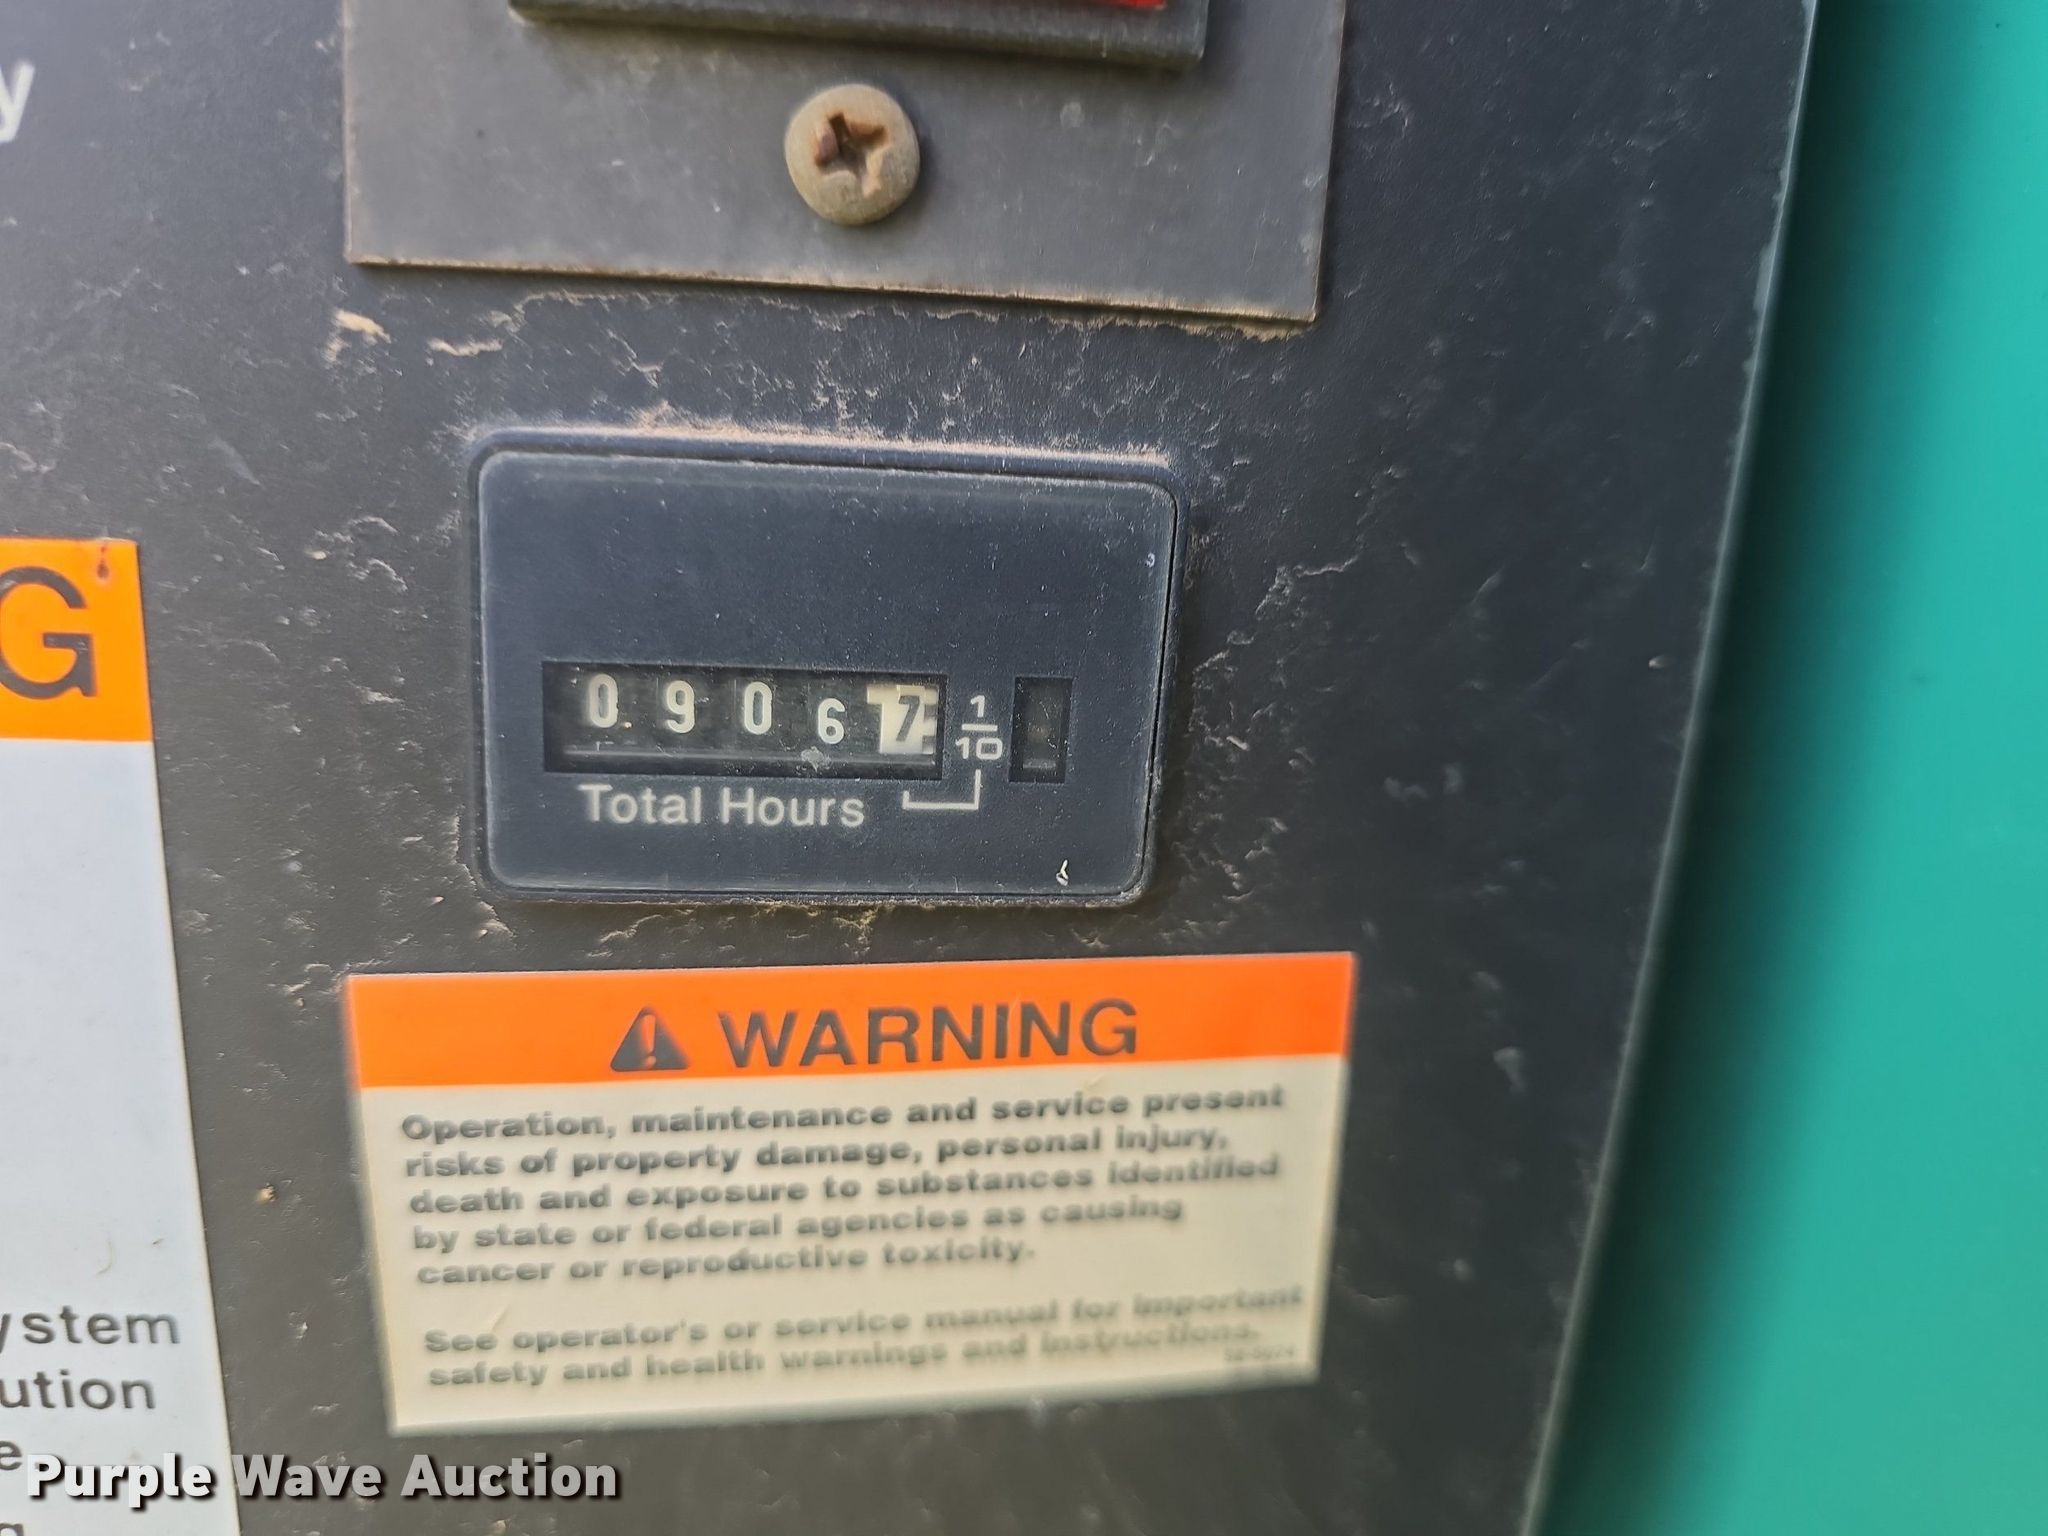 y
G
0 9 0 6 7
1/10
Total Hours
WARNING
Operation, maintenance and service present
risks of property damage, personal injury,
death and exposure to substances identified
by state or federal agencies as causing
cancer or reproductive toxicity.
See operator's or service manual for important
safety and health warnings and instructions.
ystem
ution
e.
Purple Wave Auction